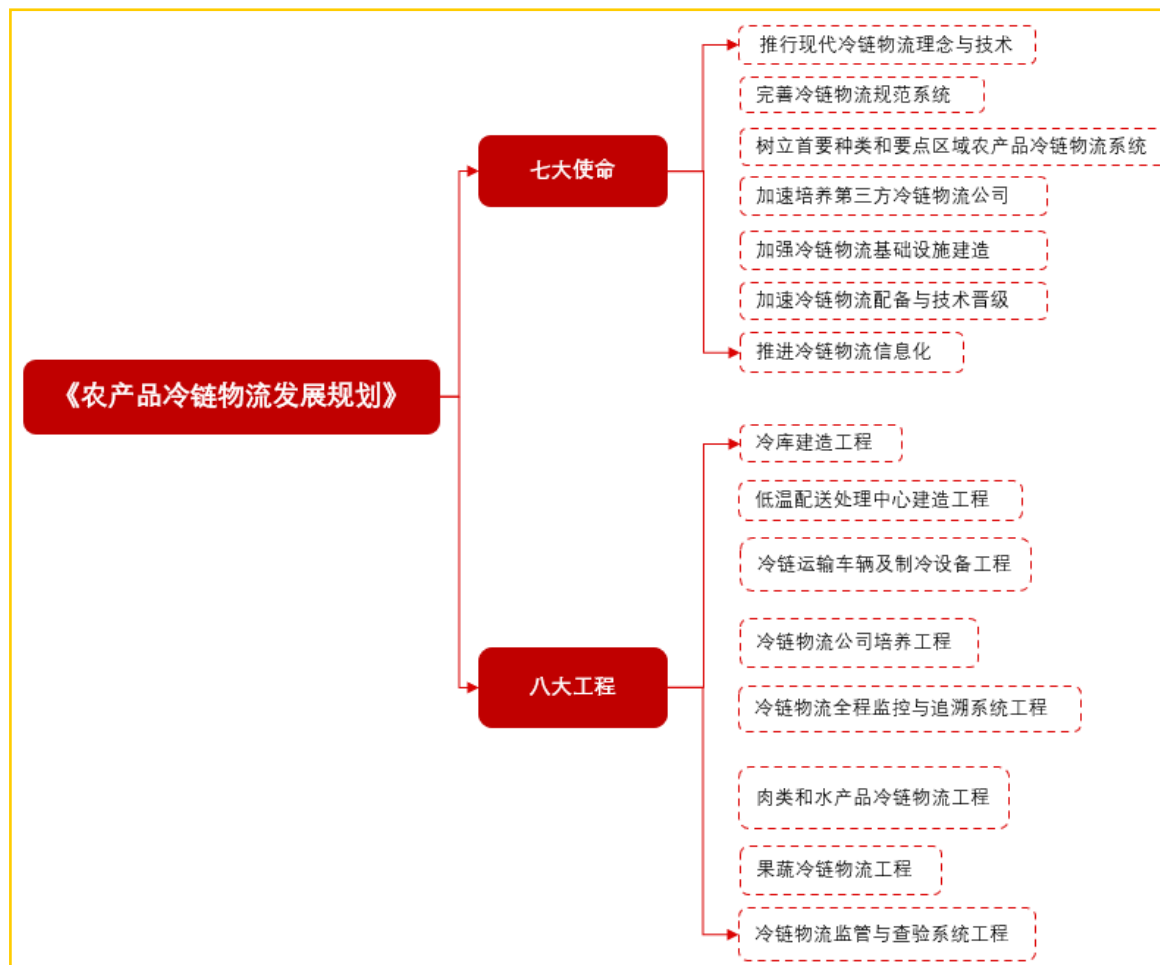 《农产品冷链物流发展规划》
七大使命
推行现代冷链物流理念与技术
完善冷链物流规范系统
树立首要种类和要点区域农产品冷链物流系统
加速培养第三方冷链物流公司
加强冷链物流基础设施建造
加速冷链物流配备与技术晋级
推进冷链物流信息化
八大工程
冷库建造工程
低温配送处理中心建造工程
冷链运输车辆及制冷设备工程
冷链物流公司培养工程
冷链物流全程监控与追溯系统工程
肉类和水产品冷链物流工程
果蔬冷链物流工程
冷链物流监管与查验系统工程